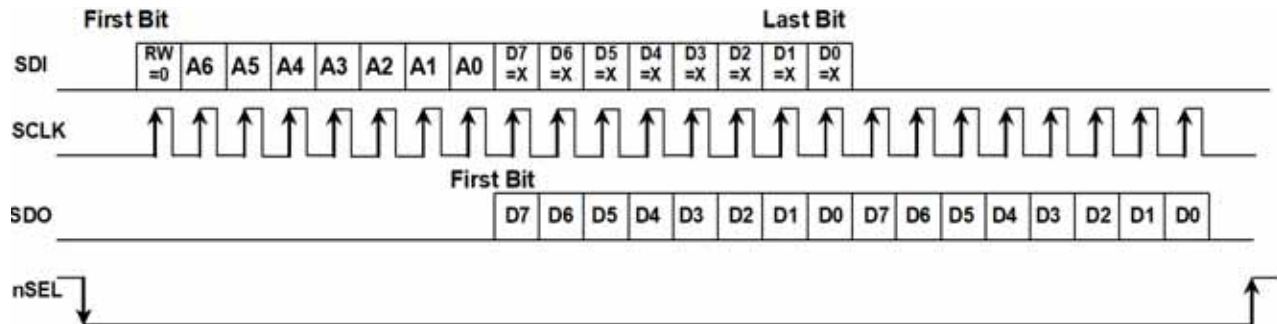 First Bit Last Bit
SDI RW =0 A6 A5 A4 A3 A2 A1 A0 D7 =X D6 =X D5 =X D4 =X D3 =X D2 =X D1 =X D0 =X
SCLK
First Bit
SDO D7 D6 D5 D4 D3 D2 D1 D0 D7 D6 D5 D4 D3 D2 D1 D0
nSEL